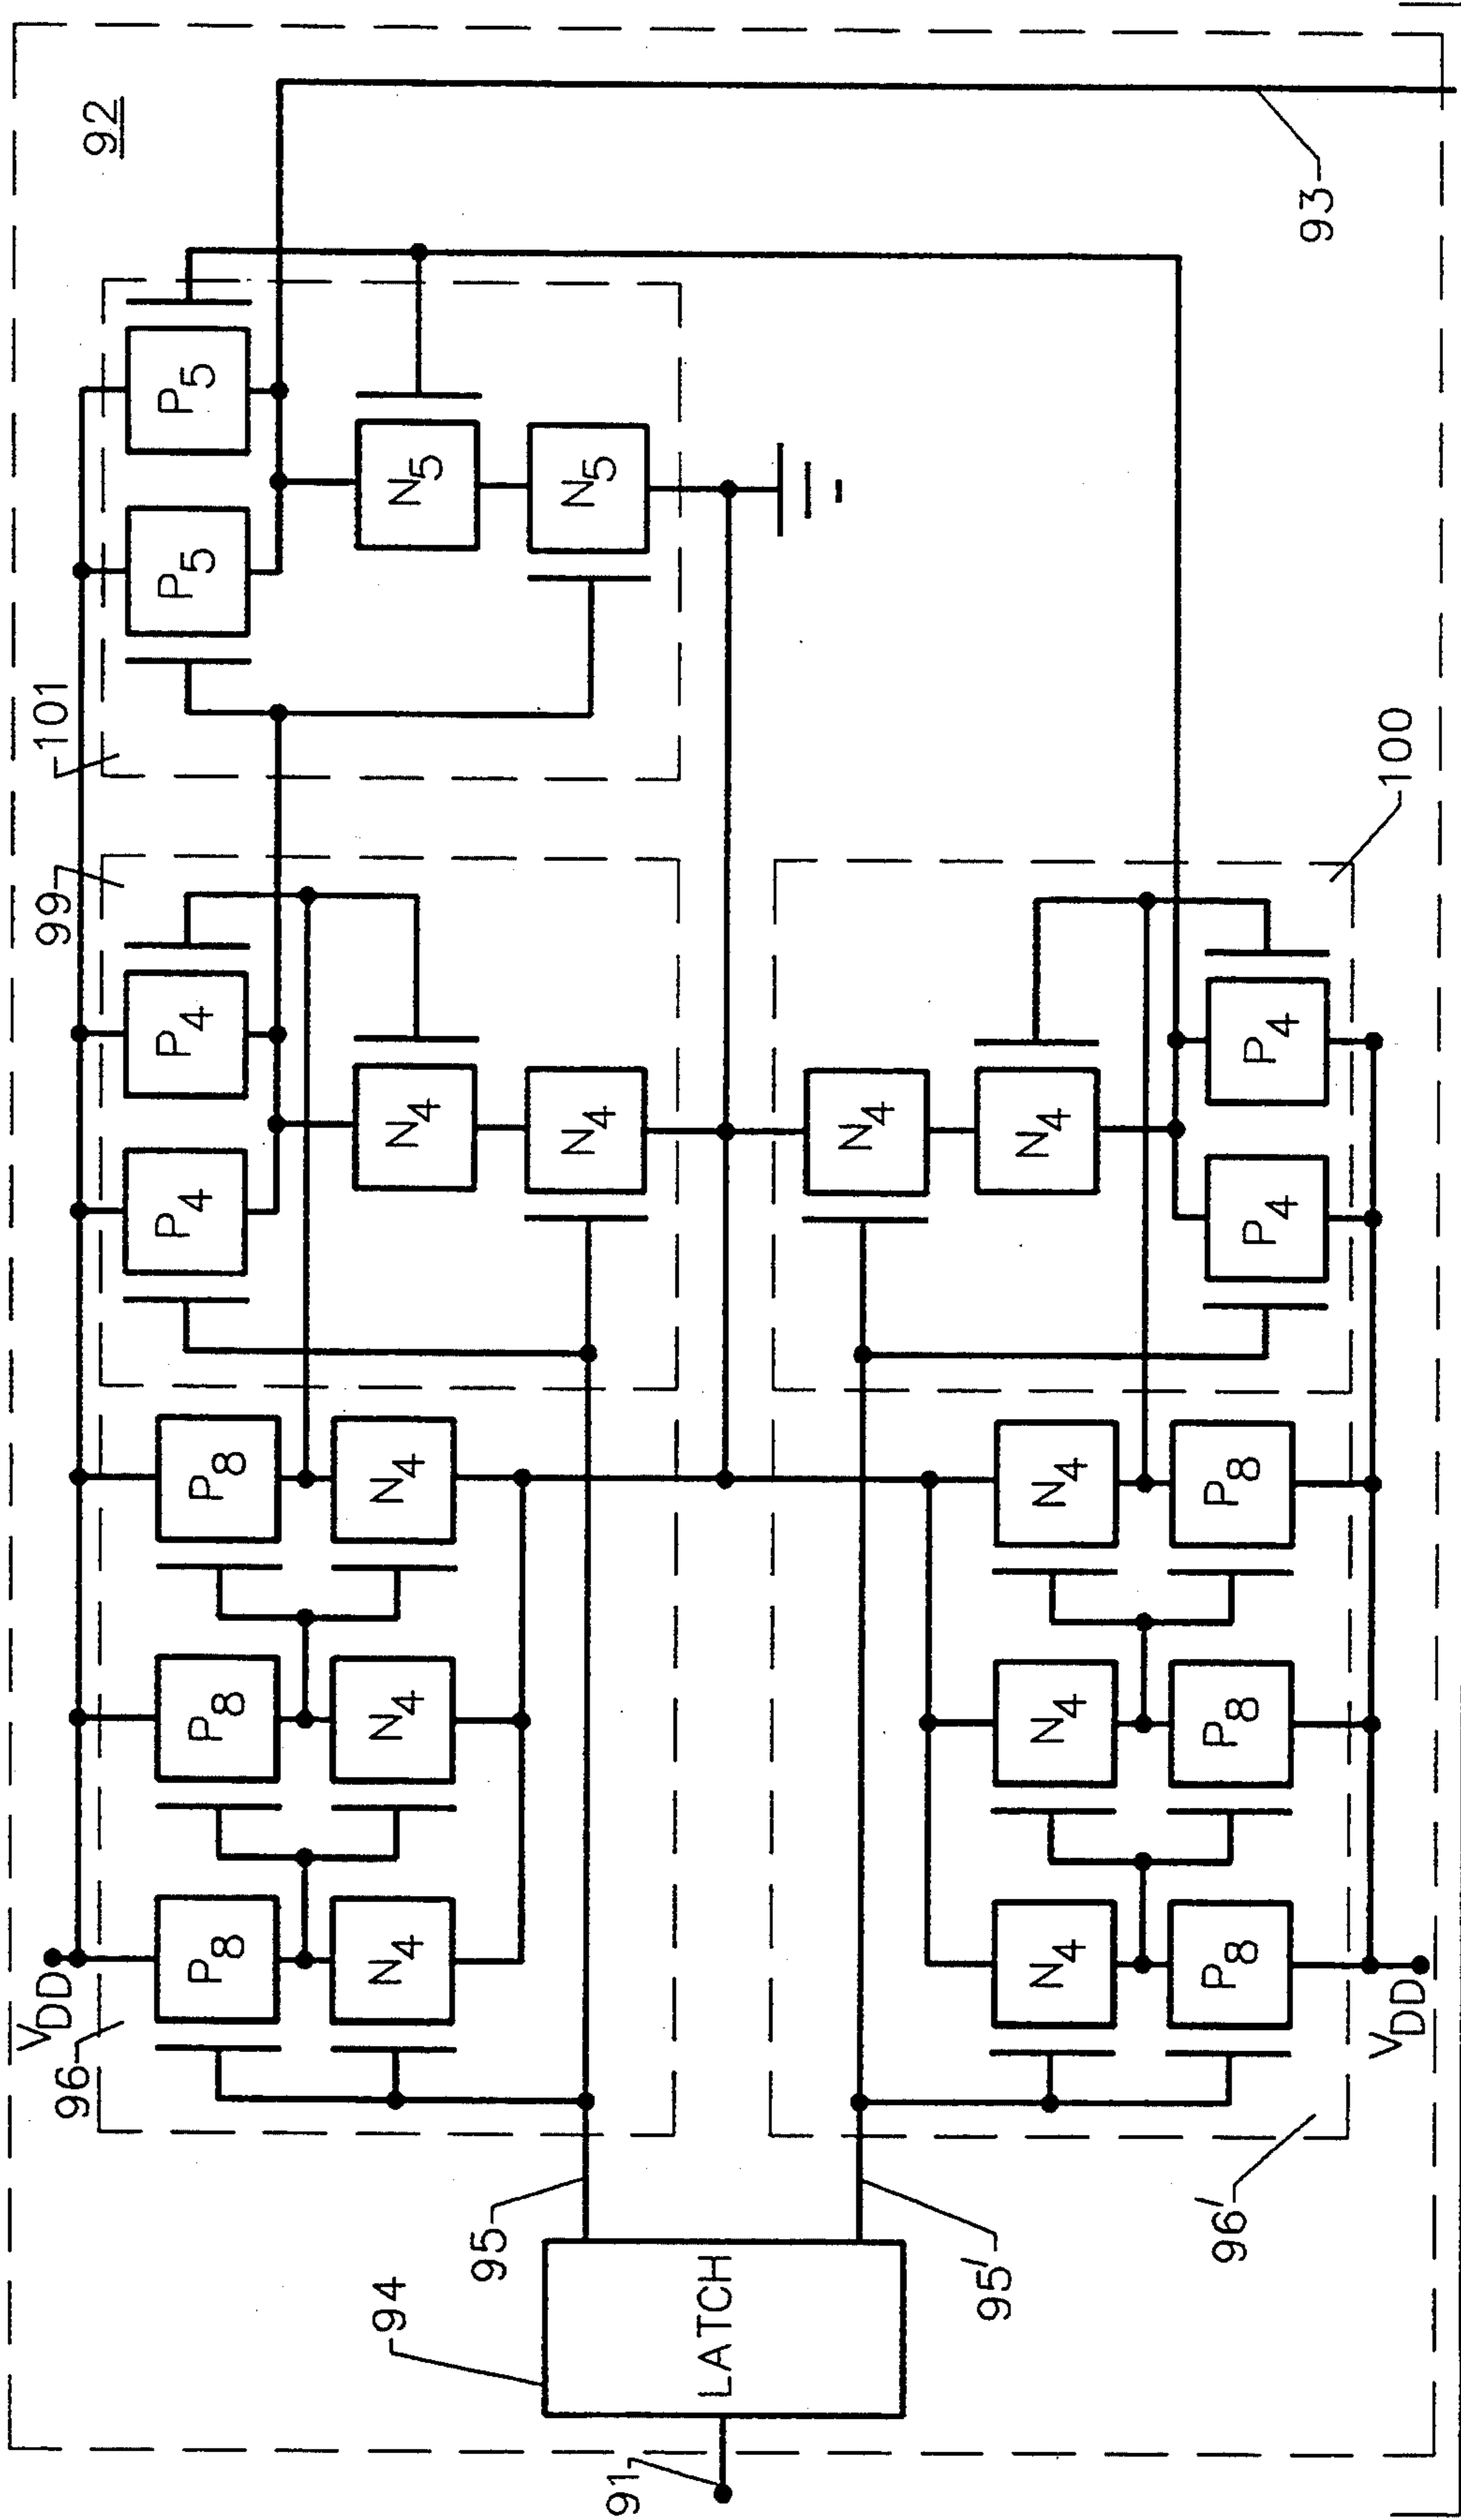 VDD
99
101
96
92
P8 P8 P8 P4 P4 P5 P5
94
N4 N4 N4 N4 N5
95
N4 N5
91
LATCH
N4
95'
N4 N4 N4 N4
96'
P8 P8 P8 P4 P4
93
VDD
100